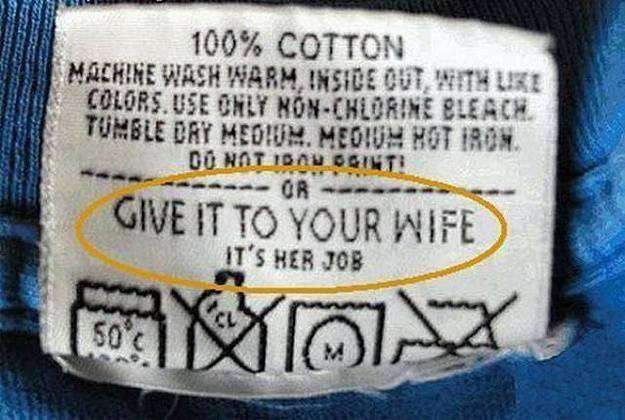 100% COTTON
MACHINE WASH WARM, INSIDE OUT, WITH LIKE
COLORS. USE ONLY NON-CHLORINE BLEACH.
TUMBLE DRY MEDIUM. MEDIUM HOT IRON.
DO NOT IRON PRINT!
OR
GIVE IT TO YOUR WIFE
IT'S HER JOB
50°C CL M